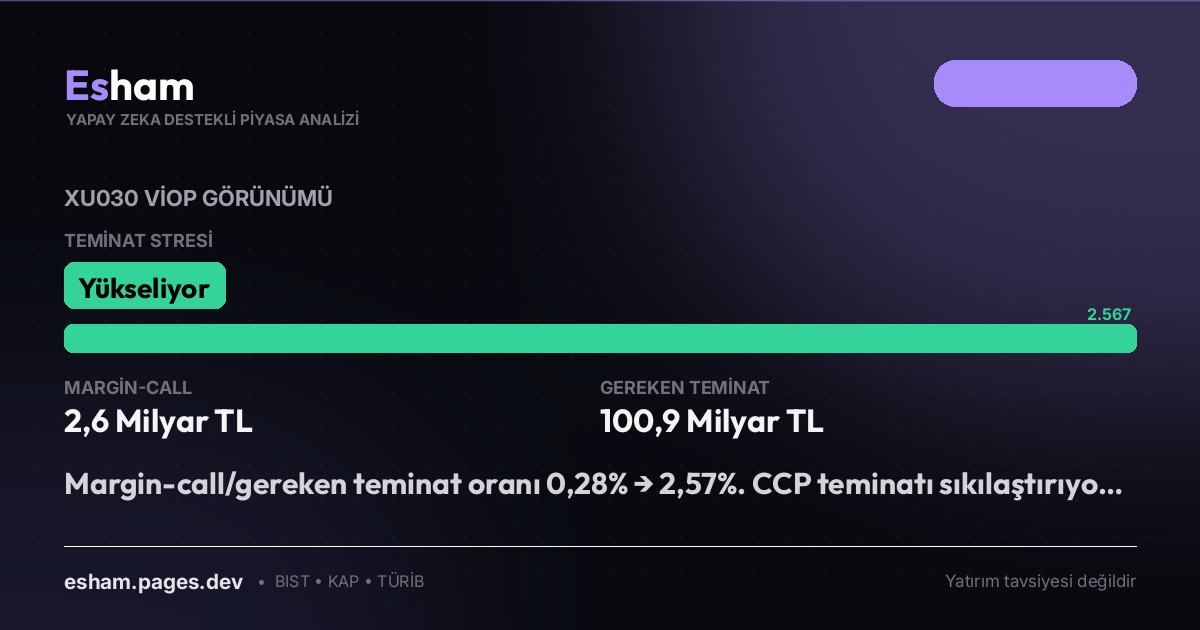 Esham
YAPAY ZEKA DESTEKLİ PİYASA ANALİZİ
XU030 VİOP GÖRÜNÜMÜ
TEMİNAT STRESİ
Yükseliyor
2.567
MARGİN-CALL
GEREKEN TEMİNAT
2,6 Milyar TL
100,9 Milyar TL
Margin-call/gereken teminat oranı 0,28% → 2,57%. CCP teminatı sıkılaştırıyo...
esham.pages.dev • BIST • KAP • TÜRİB
Yatırım tavsiyesi değildir